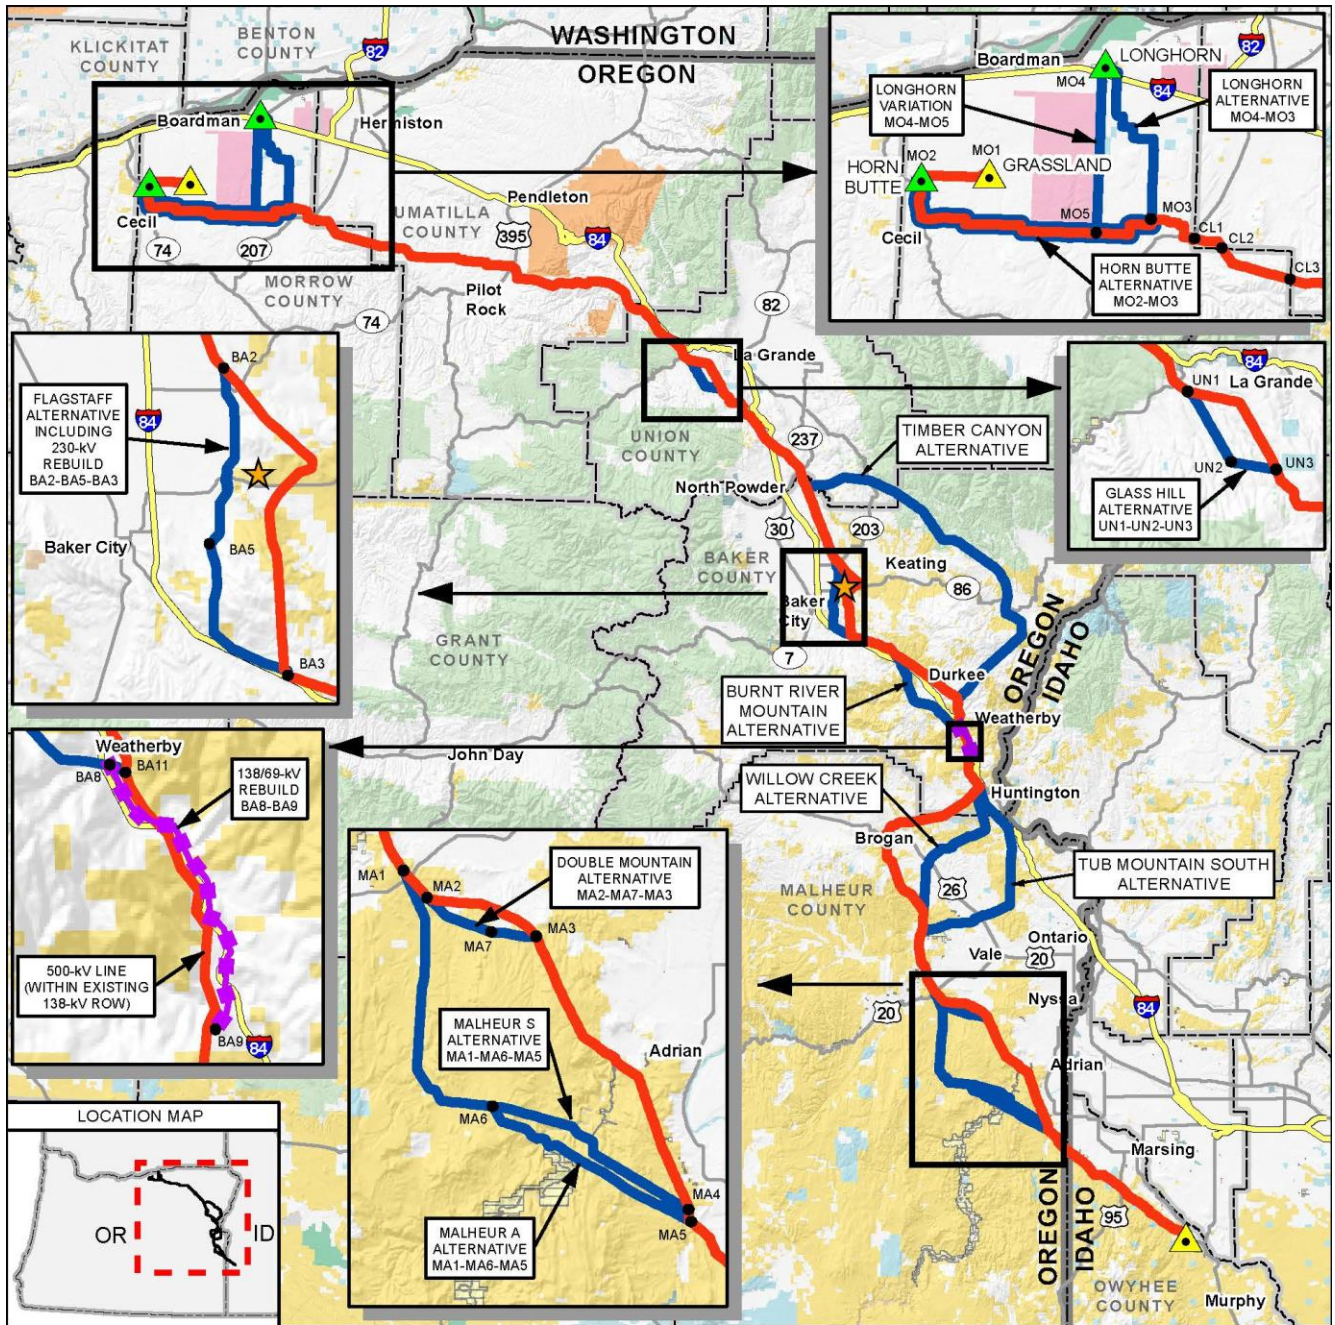 WASHINGTON
OREGON
KLICKITAT
COUNTY
BENTON
COUNTY
82
Boardman
Hermiston
Cecil
74
207
MORROW
COUNTY
74
UMATILLA
COUNTY
395
Pendleton
84
Pilot
Rock
82
La Grande
UNION
COUNTY
237
North Powder
30
203
TIMBER CANYON
ALTERNATIVE
BAKER
COUNTY
Keating
86
Baker
City
7
GRANT
COUNTY
OREGON
IDAHO
Durkee
BURNT RIVER
MOUNTAIN
ALTERNATIVE
Weatherby
John Day
WILLOW CREEK
ALTERNATIVE
Huntington
Brogan
26
TUB MOUNTAIN SOUTH
ALTERNATIVE
MALHEUR
COUNTY
Ontario
20
Vale
20
Nyssa
84
Adrian
Marsing
OREGON
IDAHO
95
OWYHEE
COUNTY
Murphy
Boardman
LONGHORN
82
MO4
84
LONGHORN
VARIATION
MO4-MO5
LONGHORN
ALTERNATIVE
MO4-MO3
HORN
BUTTE
MO2
MO1
GRASSLAND
MO5
MO3
Cecil
CL1
CL2
CL3
HORN BUTTE
ALTERNATIVE
MO2-MO3
84
UN1
La Grande
UN2
UN3
GLASS HILL
ALTERNATIVE
UN1-UN2-UN3
BA2
FLAGSTAFF
ALTERNATIVE
INCLUDING
230-kV
REBUILD
BA2-BA5-BA3
84
Baker City
BA5
BA3
Weatherby
BA8
BA11
138/69-kV
REBUILD
BA8-BA9
500-kV LINE
(WITHIN EXISTING
138-kV ROW)
BA9
84
MA1
MA2
DOUBLE MOUNTAIN
ALTERNATIVE
MA2-MA7-MA3
MA7
MA3
MALHEUR S
ALTERNATIVE
MA1-MA6-MA5
Adrian
MA6
MA4
MA5
MALHEUR A
ALTERNATIVE
MA1-MA6-MA5
LOCATION MAP
OR
ID